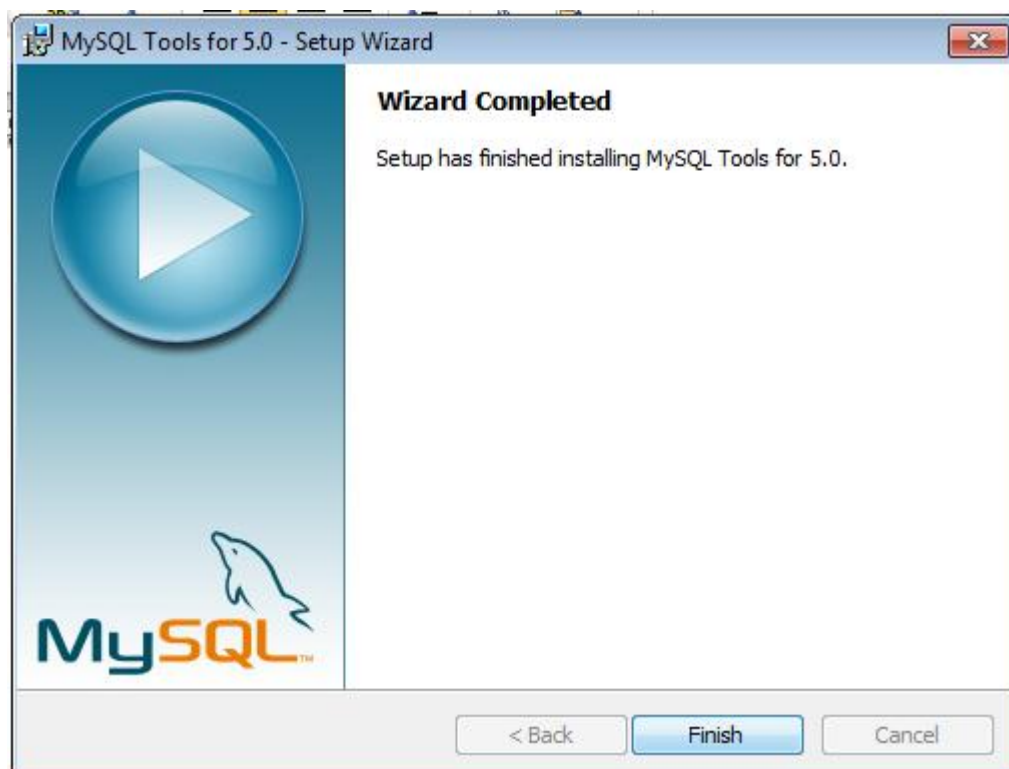 MySQL Tools for 5.0 - Setup Wizard
Wizard Completed
Setup has finished installing MySQL Tools for 5.0.
MySQL™
< Back
Finish
Cancel